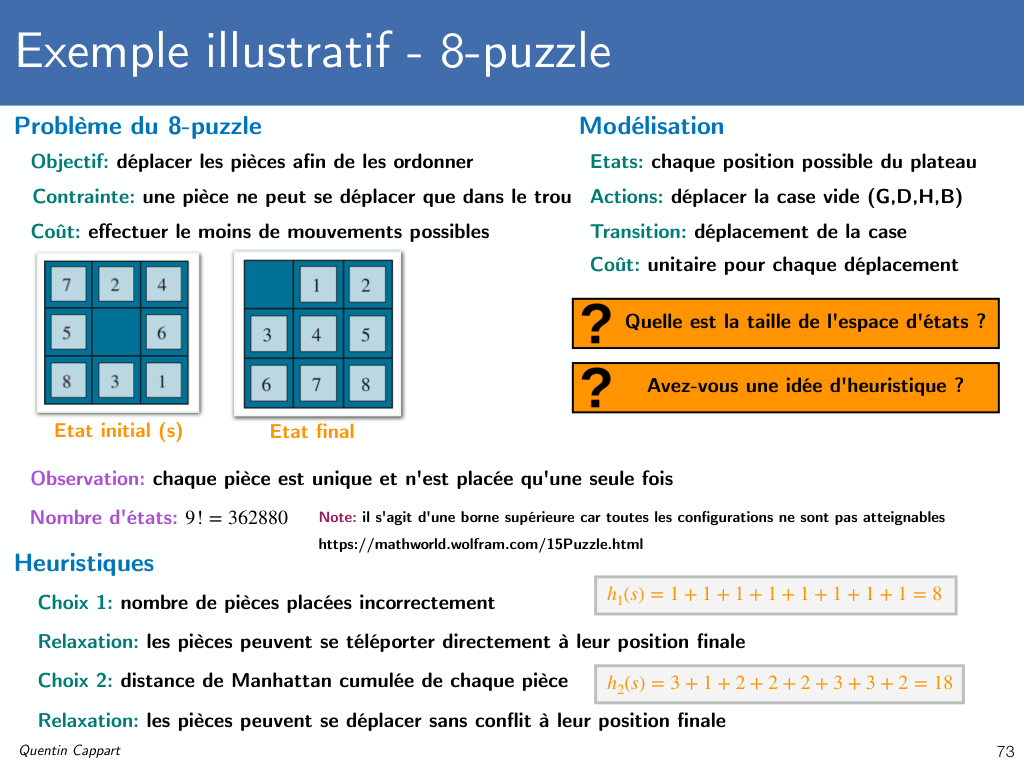 Exemple illustratif - 8-puzzle
Problème du 8-puzzle
Objectif: déplacer les pièces afin de les ordonner
Contrainte: une pièce ne peut se déplacer que dans le trou
Coût: effectuer le moins de mouvements possibles
7 2 4
5 6
8 3 1
Etat initial (s)
1 2
3 4 5
6 7 8
Etat final
Modélisation
Etats: chaque position possible du plateau
Actions: déplacer la case vide (G,D,H,B)
Transition: déplacement de la case
Coût: unitaire pour chaque déplacement
? Quelle est la taille de l'espace d'états ?
? Avez-vous une idée d'heuristique ?
Observation: chaque pièce est unique et n'est placée qu'une seule fois
Nombre d'états: 9! = 362880
Note: il s'agit d'une borne supérieure car toutes les configurations ne sont pas atteignables
https://mathworld.wolfram.com/15Puzzle.html
Heuristiques
Choix 1: nombre de pièces placées incorrectement
h₁(s) = 1 + 1 + 1 + 1 + 1 + 1 + 1 + 1 = 8
Relaxation: les pièces peuvent se téléporter directement à leur position finale
Choix 2: distance de Manhattan cumulée de chaque pièce
h₂(s) = 3 + 1 + 2 + 2 + 2 + 3 + 3 + 2 = 18
Relaxation: les pièces peuvent se déplacer sans conflit à leur position finale
Quentin Cappart
73